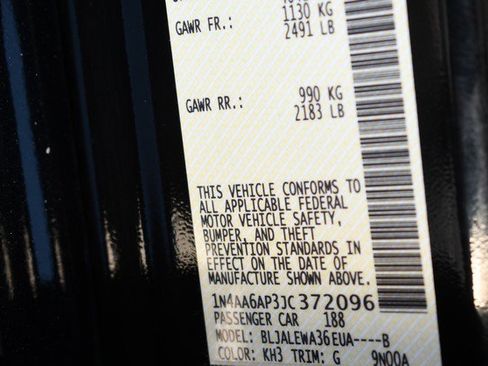 1130 KG
GAWR FR.: 2491 LB
990 KG
GAWR RR.: 2183 LB
THIS VEHICLE CONFORMS TO
ALL APPLICABLE FEDERAL
MOTOR VEHICLE SAFETY,
BUMPER, AND THEFT
PREVENTION STANDARDS IN
EFFECT ON THE DATE OF
MANUFACTURE SHOWN ABOVE.
1N4AA6AP3JC372096
PASSENGER CAR 188
MODEL: BLJALEWA36EUA----B
COLOR: KH3 TRIM: G 9N00A